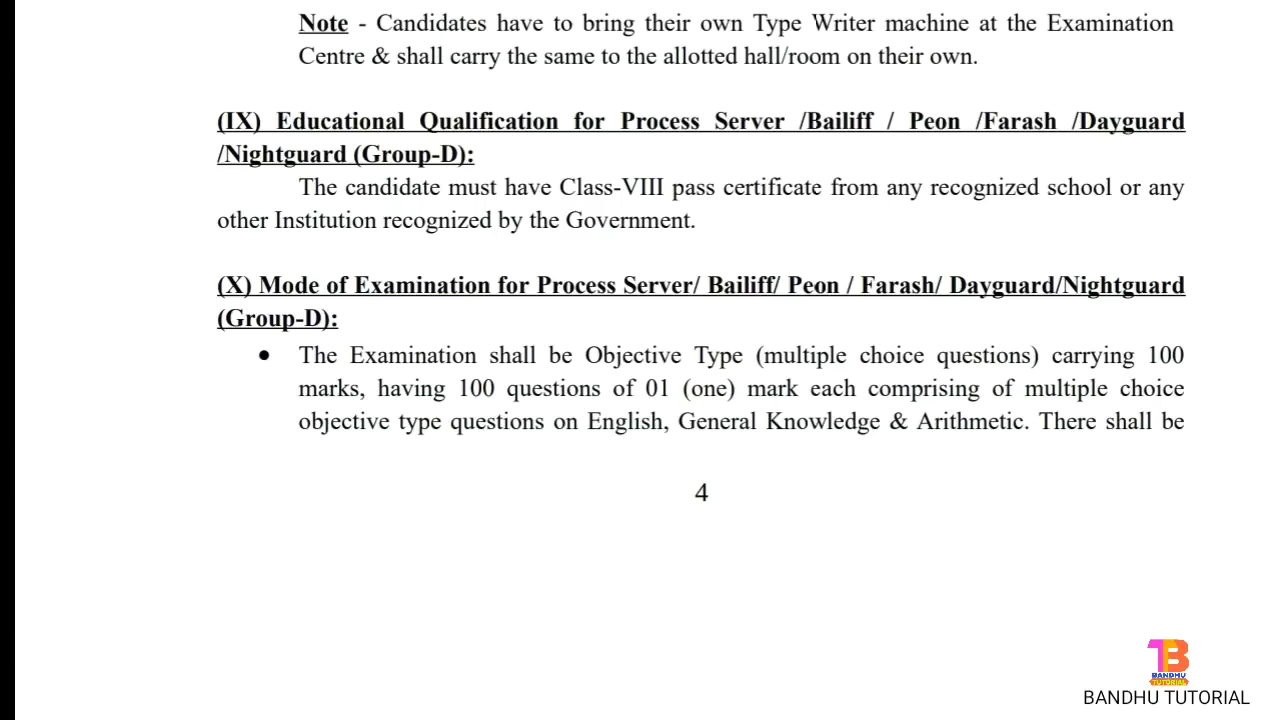 Note - Candidates have to bring their own Type Writer machine at the Examination
Centre & shall carry the same to the allotted hall/room on their own.
(IX) Educational Qualification for Process Server /Bailiff / Peon /Farash /Dayguard
/Nightguard (Group-D):
The candidate must have Class-VIII pass certificate from any recognized school or any
other Institution recognized by the Government.
(X) Mode of Examination for Process Server/ Bailiff/ Peon / Farash/ Dayguard/Nightguard
(Group-D):
• The Examination shall be Objective Type (multiple choice questions) carrying 100
marks, having 100 questions of 01 (one) mark each comprising of multiple choice
objective type questions on English, General Knowledge & Arithmetic. There shall be
4
TB
BANDHU
TUTORIAL
BANDHU TUTORIAL